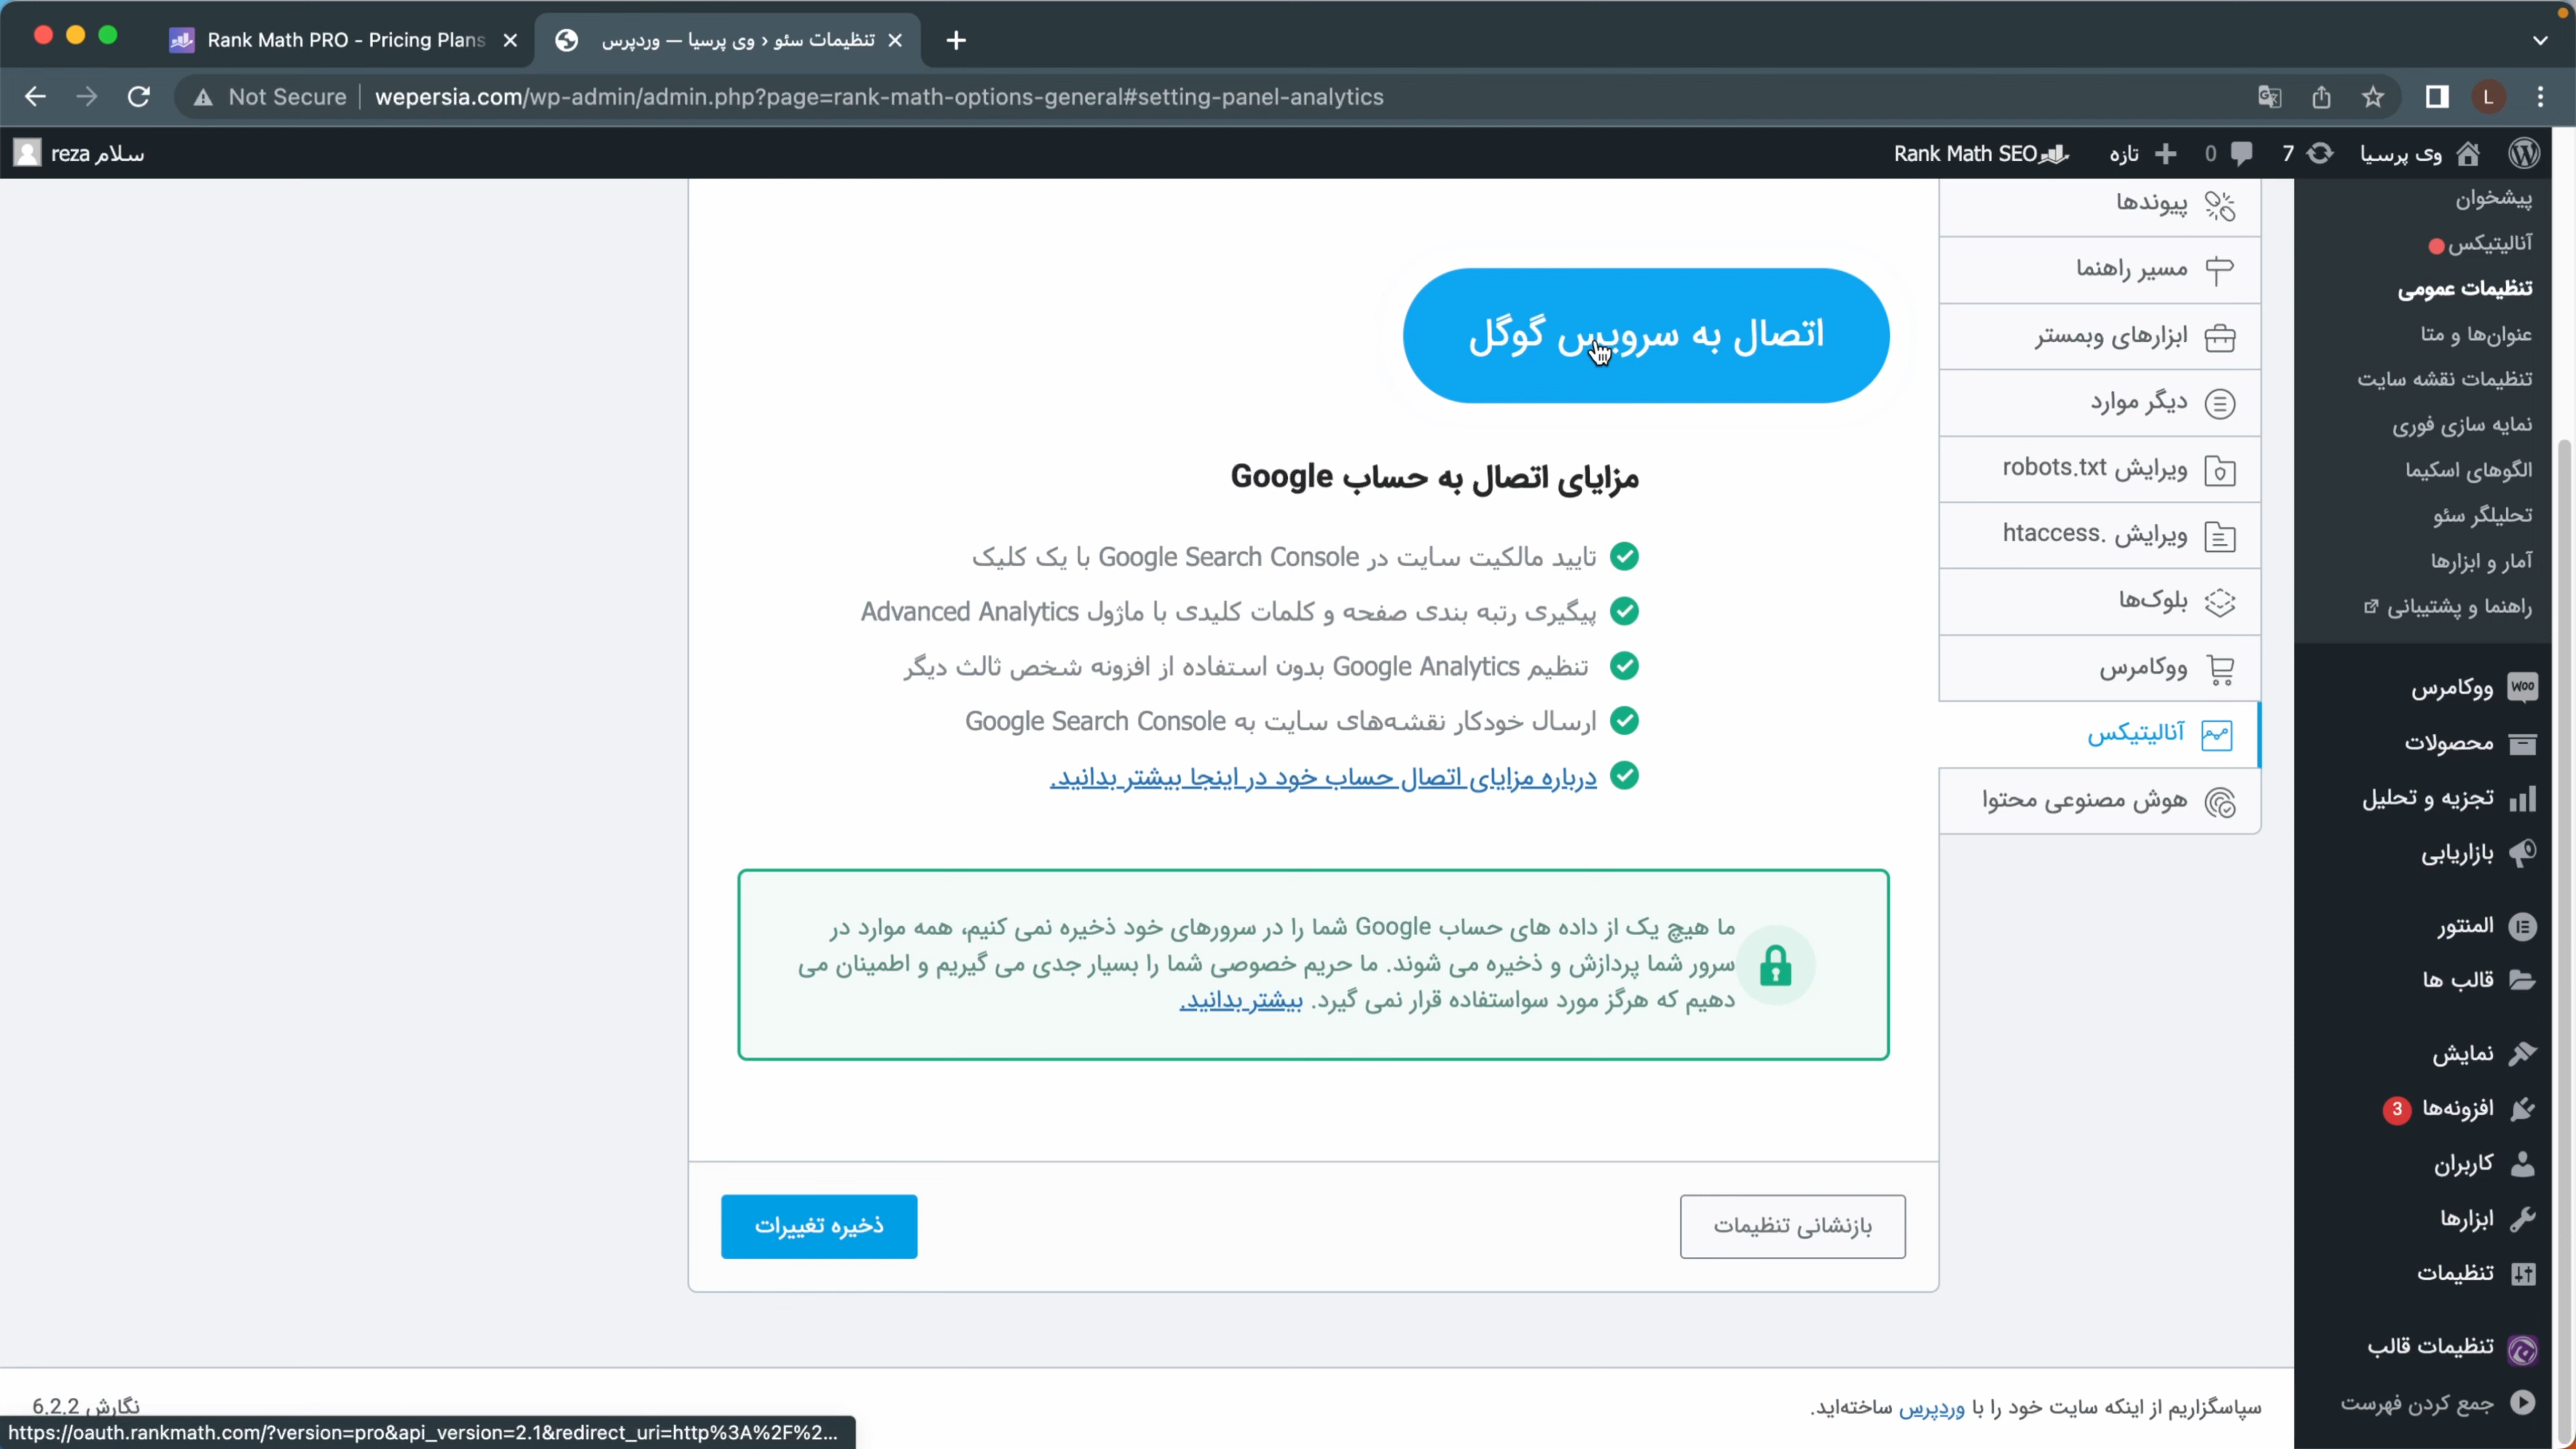 Rank Math PRO - Pricing Plans
تنظیمات سئو ‹ وی پرسیا — وردپرس
Not Secure
wepersia.com/wp-admin/admin.php?page=rank-math-options-general#setting-panel-analytics
L
وی پرسیا
7
0
تازه
Rank Math SEO
سلام reza
پیشخوان
آنالیتیکس
تنظیمات عمومی
عنوان‌ها و متا
تنظیمات نقشه سایت
نمایه سازی فوری
الگوهای اسکیما
تحلیلگر سئو
آمار و ابزارها
راهنما و پشتیبانی
ووکامرس
محصولات
تجزیه و تحلیل
بازاریابی
المنتور
قالب ها
نمایش
افزونه‌ها 3
کاربران
ابزارها
تنظیمات
تنظیمات قالب
جمع کردن فهرست
پیوندها
مسیر راهنما
ابزارهای وبمستر
دیگر موارد
ویرایش robots.txt
ویرایش .htaccess
بلوک‌ها
ووکامرس
آنالیتیکس
هوش مصنوعی محتوا
اتصال به سرویس گوگل
مزایای اتصال به حساب Google
تایید مالکیت سایت در Google Search Console با یک کلیک
پیگیری رتبه بندی صفحه و کلمات کلیدی با ماژول Advanced Analytics
تنظیم Google Analytics بدون استفاده از افزونه شخص ثالث دیگر
ارسال خودکار نقشه‌های سایت به Google Search Console
درباره مزایای اتصال حساب خود در اینجا بیشتر بدانید.
ما هیچ یک از داده های حساب Google شما را در سرورهای خود ذخیره نمی کنیم، همه موارد در
سرور شما پردازش و ذخیره می شوند. ما حریم خصوصی شما را بسیار جدی می گیریم و اطمینان می
دهیم که هرگز مورد سواستفاده قرار نمی گیرد. بیشتر بدانید.
بازنشانی تنظیمات
ذخیره تغییرات
سپاسگزاریم از اینکه سایت خود را با وردپرس ساخته‌اید.
نگارش 6.2.2
https://oauth.rankmath.com/?version=pro&api_version=2.1&redirect_uri=http%3A%2F%2...